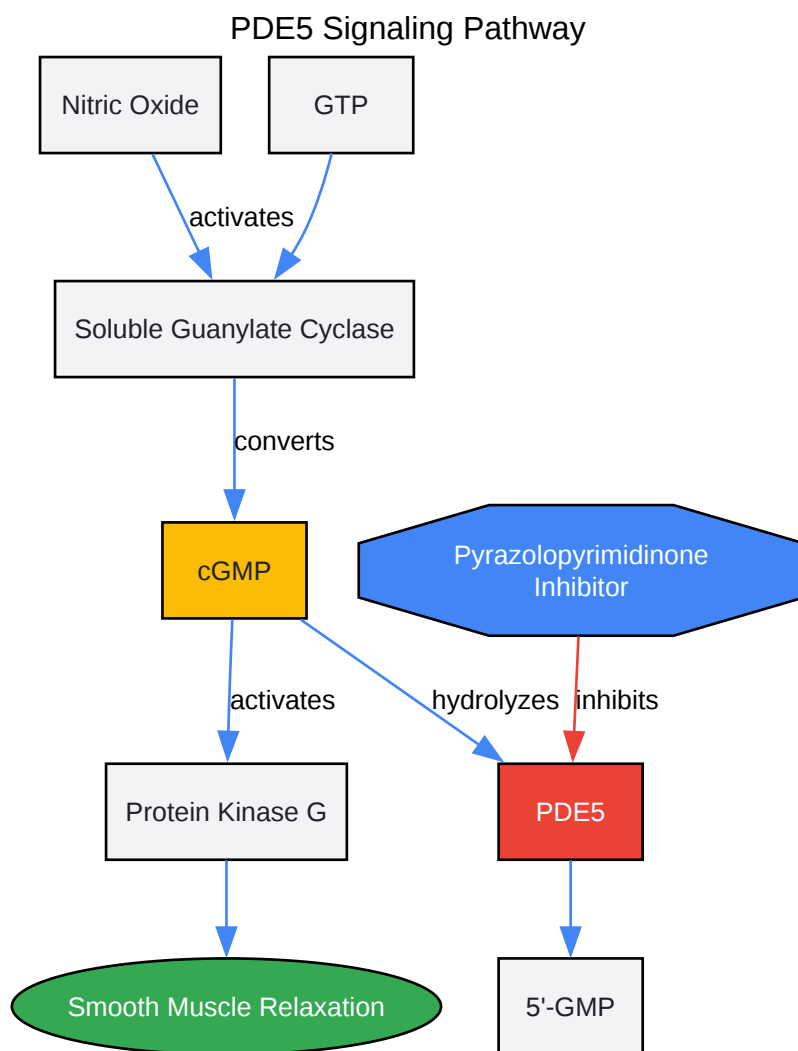 PDE5 Signaling Pathway
Nitric Oxide
GTP
activates
Soluble Guanylate Cyclase
converts
cGMP
Pyrazolopyrimidinone
Inhibitor
activates
hydrolyzes
inhibits
Protein Kinase G
PDE5
Smooth Muscle Relaxation
5'-GMP